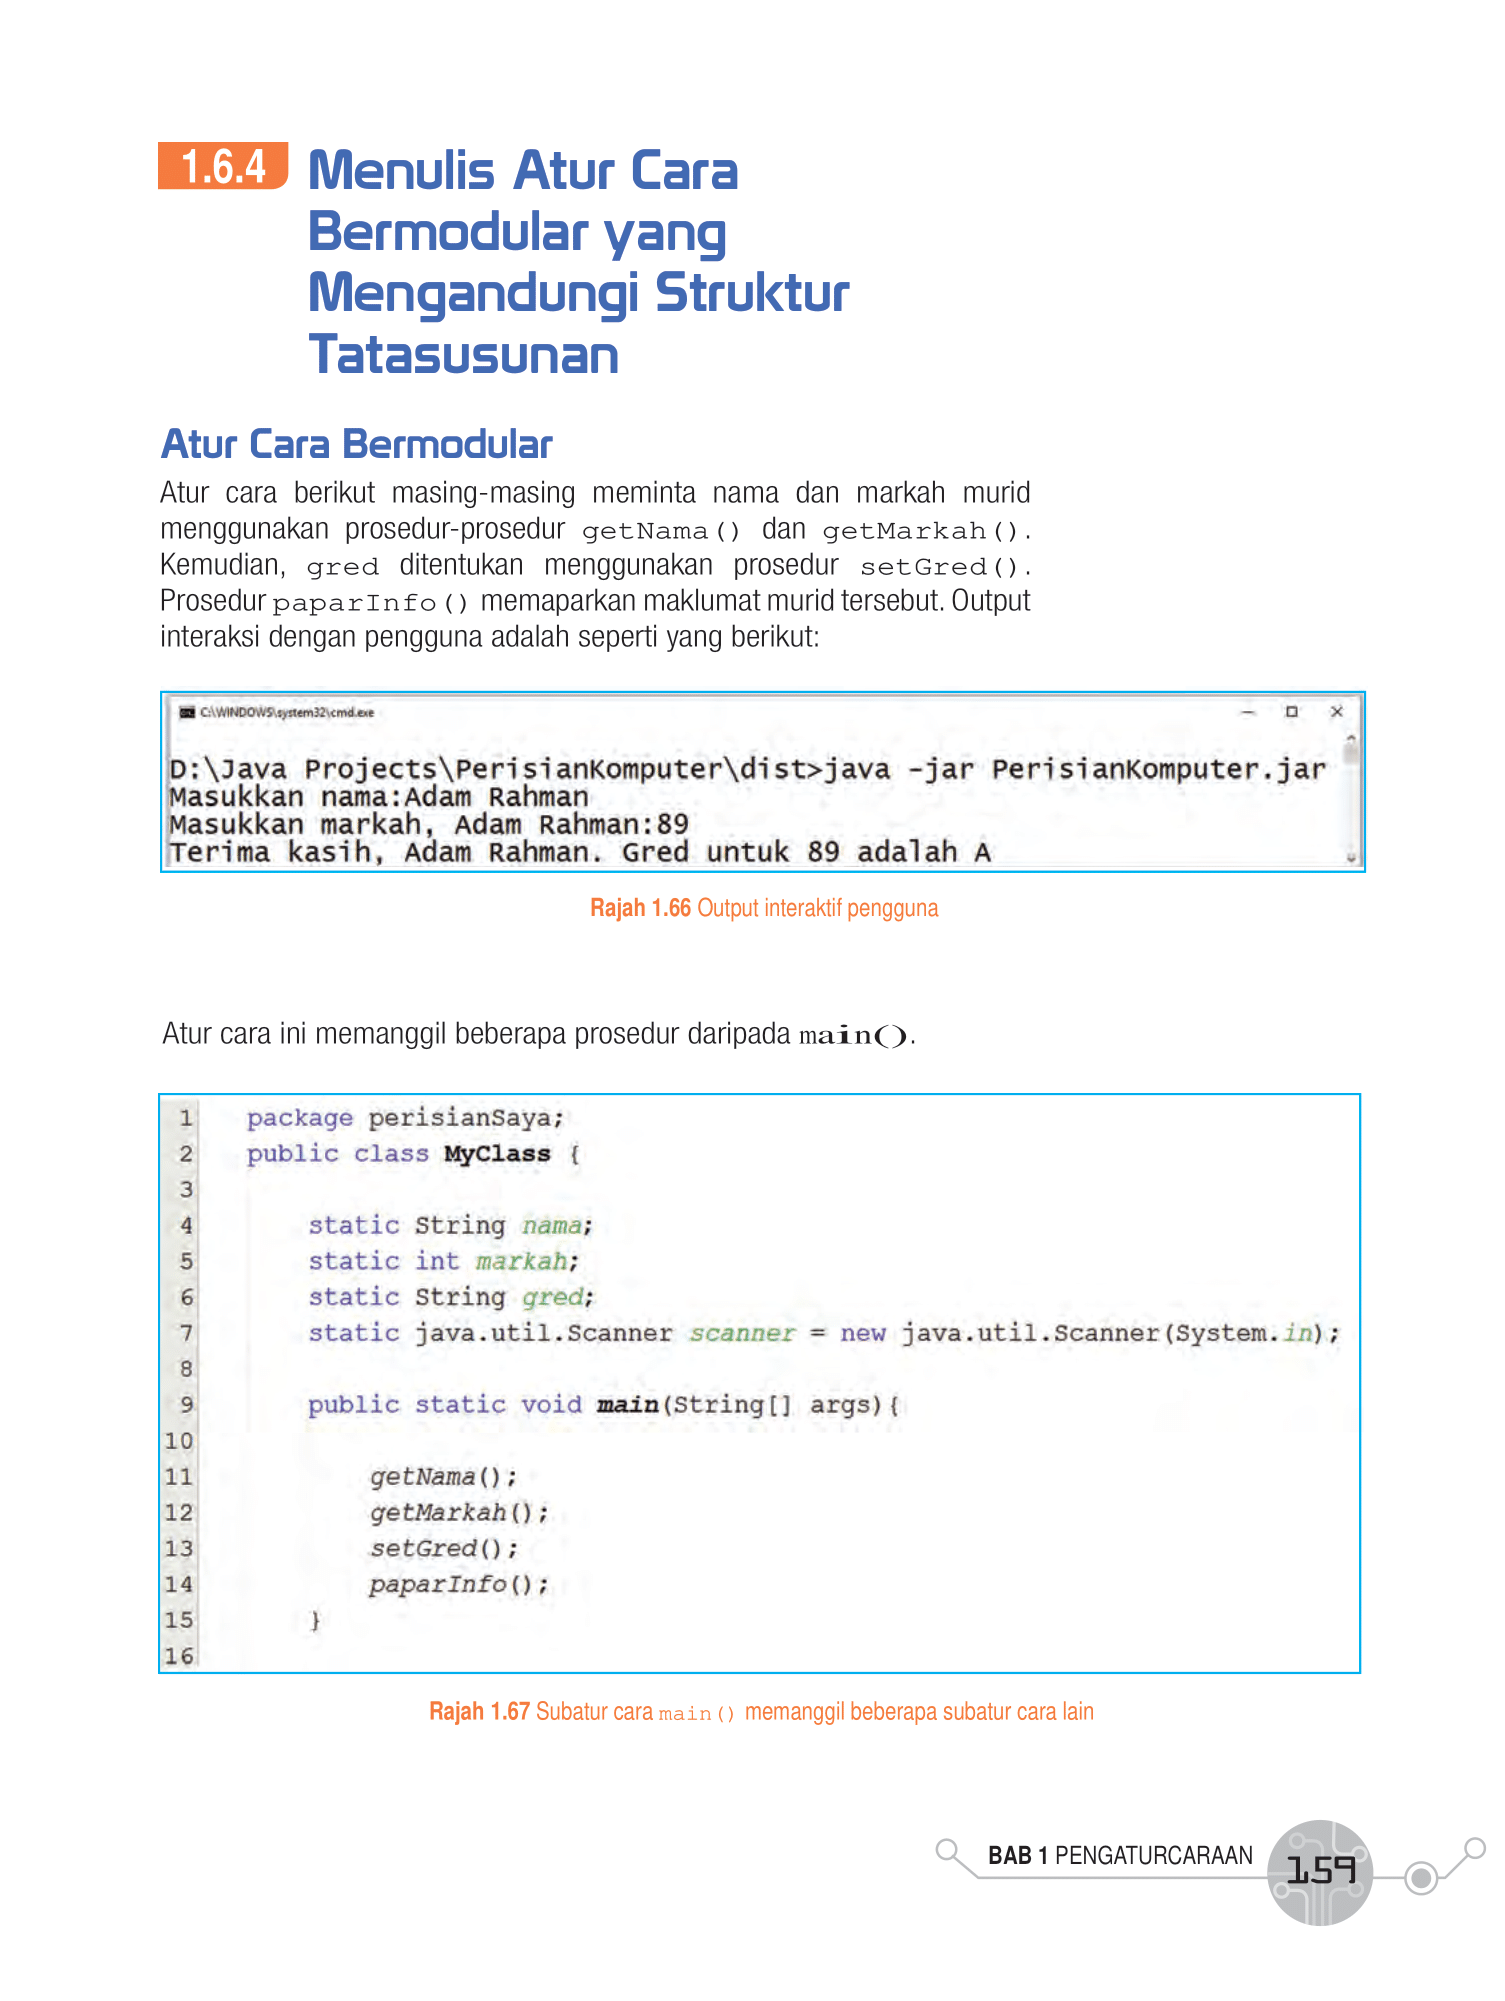 1.6.4 Menulis Atur Cara
Bermodular yang
Mengandungi Struktur
Tatasusunan
Atur Cara Bermodular
Atur cara berikut masing-masing meminta nama dan markah murid
menggunakan prosedur-prosedur getNama() dan getMarkah().
Kemudian, gred ditentukan menggunakan prosedur setGred().
Prosedur paparInfo() memaparkan maklumat murid tersebut. Output
interaksi dengan pengguna adalah seperti yang berikut:
C:\WINDOWS\system32\cmd.exe
D:\Java Projects\PerisianKomputer\dist>java -jar PerisianKomputer.jar
Masukkan nama:Adam Rahman
Masukkan markah, Adam Rahman:89
Terima kasih, Adam Rahman. Gred untuk 89 adalah A
Rajah 1.66 Output interaktif pengguna
Atur cara ini memanggil beberapa prosedur daripada main().
1 package perisianSaya;
2 public class MyClass {
3
4 static String nama;
5 static int markah;
6 static String gred;
7 static java.util.Scanner scanner = new java.util.Scanner(System.in);
8
9 public static void main(String[] args){
10
11 getNama();
12 getMarkah();
13 setGred();
14 paparInfo();
15 }
16
Rajah 1.67 Subatur cara main() memanggil beberapa subatur cara lain
BAB 1 PENGATURCARAAN 159